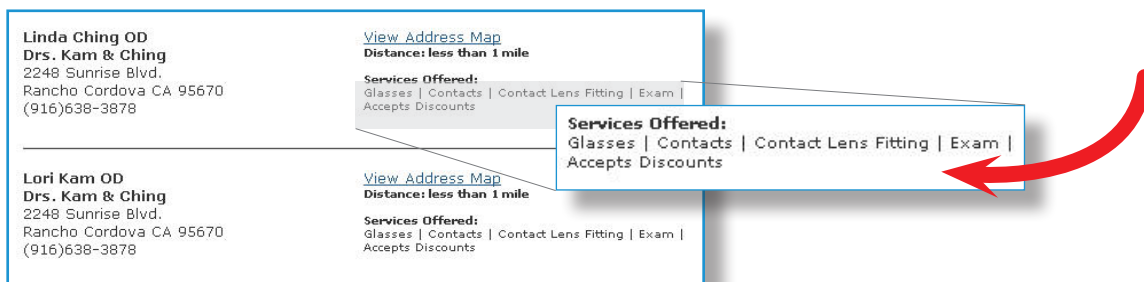 Linda Ching OD
Drs. Kam & Ching
2248 Sunrise Blvd.
Rancho Cordova CA 95670
(916)638-3878
View Address Map
Distance: less than 1 mile
Services Offered:
Glasses | Contacts | Contact Lens Fitting | Exam |
Accepts Discounts
Services Offered:
Glasses | Contacts | Contact Lens Fitting | Exam |
Accepts Discounts
Lori Kam OD
Drs. Kam & Ching
2248 Sunrise Blvd.
Rancho Cordova CA 95670
(916)638-3878
View Address Map
Distance: less than 1 mile
Services Offered:
Glasses | Contacts | Contact Lens Fitting | Exam |
Accepts Discounts